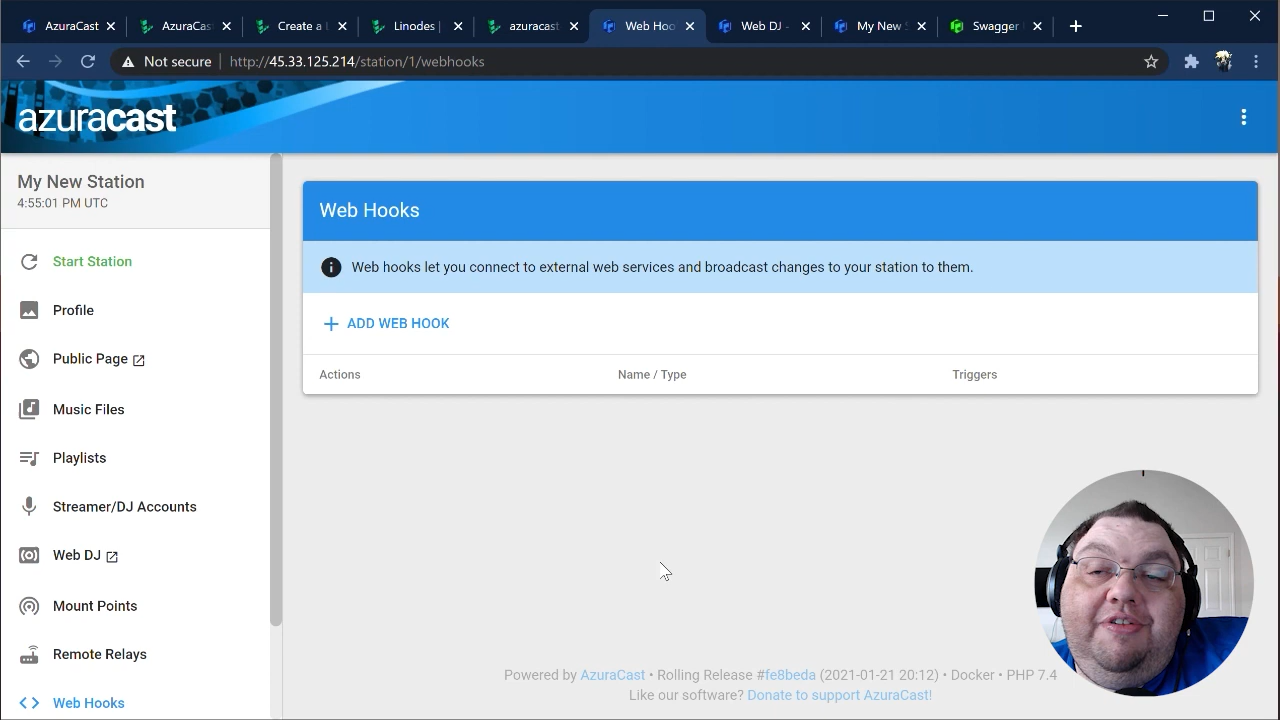 AzuraCast
AzuraCas
Create a L
Linodes |
azuracast
Web Hoo
Web DJ -
My New S
Swagger
Not secure | http://45.33.125.214/station/1/webhooks
azuracast
My New Station
4:55:01 PM UTC
Start Station
Profile
Public Page
Music Files
Playlists
Streamer/DJ Accounts
Web DJ
Mount Points
Remote Relays
Web Hooks
Web Hooks
Web hooks let you connect to external web services and broadcast changes to your station to them.
ADD WEB HOOK
Actions
Name / Type
Triggers
Powered by AzuraCast • Rolling Release #fe8beda (2021-01-21 20:12) • Docker • PHP 7.4
Like our software? Donate to support AzuraCast!